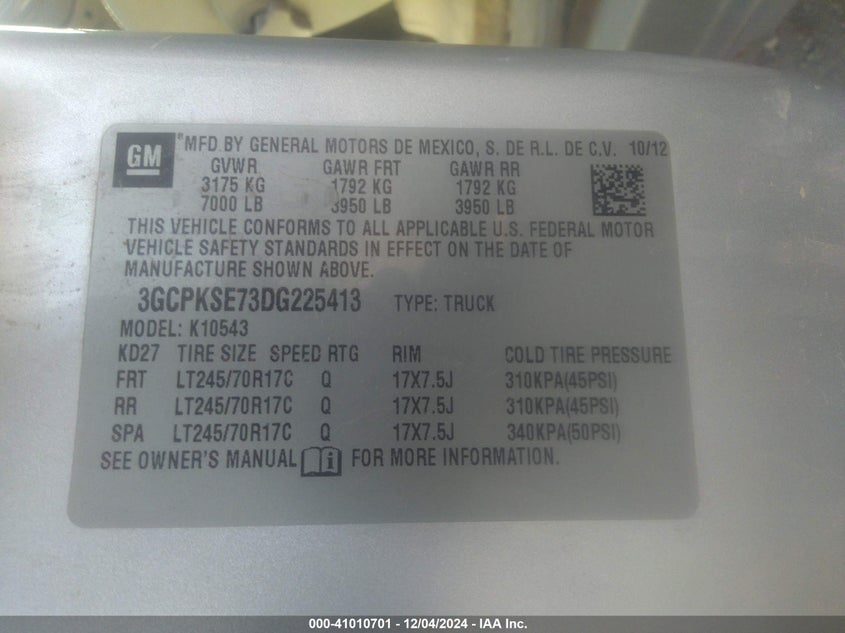 GM *MFD BY GENERAL MOTORS DE MEXICO, S. DE R.L. DE C.V. 10/12
GVWR GAWR FRT GAWR RR
3175 KG 1792 KG 1792 KG
7000 LB 3950 LB 3950 LB
THIS VEHICLE CONFORMS TO ALL APPLICABLE U.S. FEDERAL MOTOR
VEHICLE SAFETY STANDARDS IN EFFECT ON THE DATE OF
MANUFACTURE SHOWN ABOVE.
3GCPKSE73DG225413 TYPE: TRUCK
MODEL: K10543
KD27 TIRE SIZE SPEED RTG RIM COLD TIRE PRESSURE
FRT LT245/70R17C Q 17X7.5J 310KPA(45PSI)
RR LT245/70R17C Q 17X7.5J 310KPA(45PSI)
SPA LT245/70R17C Q 17X7.5J 340KPA(50PSI)
SEE OWNER'S MANUAL i FOR MORE INFORMATION.
000-41010701 - 12/04/2024 - IAA Inc.